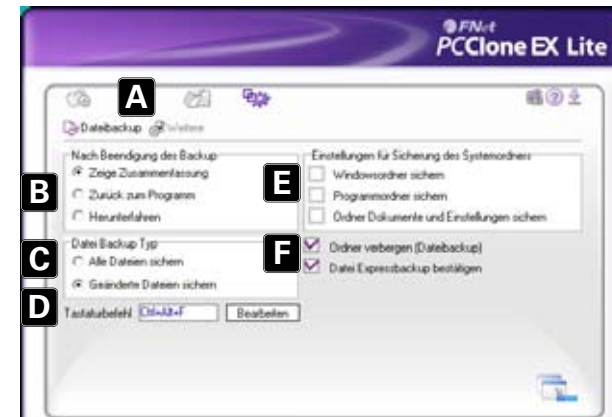 FNet
PCClone EX Lite
A
Dateibackup Weitere
Nach Beendigung des Backup
Zeige Zusammenfassung
B
Zurück zum Programm
Herunterfahren
Datei Backup Typ
C
Alle Dateien sichern
Geänderte Dateien sichern
D
Tastaturbefehl Ctrl+Alt+F Bearbeiten
Einstellungen für Sicherung des Systemordners
E
Windowsordner sichern
Programmordner sichern
Ordner Dokumente und Einstellungen sichern
F
Ordner verbergen (Dateibackup)
Datei Expressbackup bestätigen